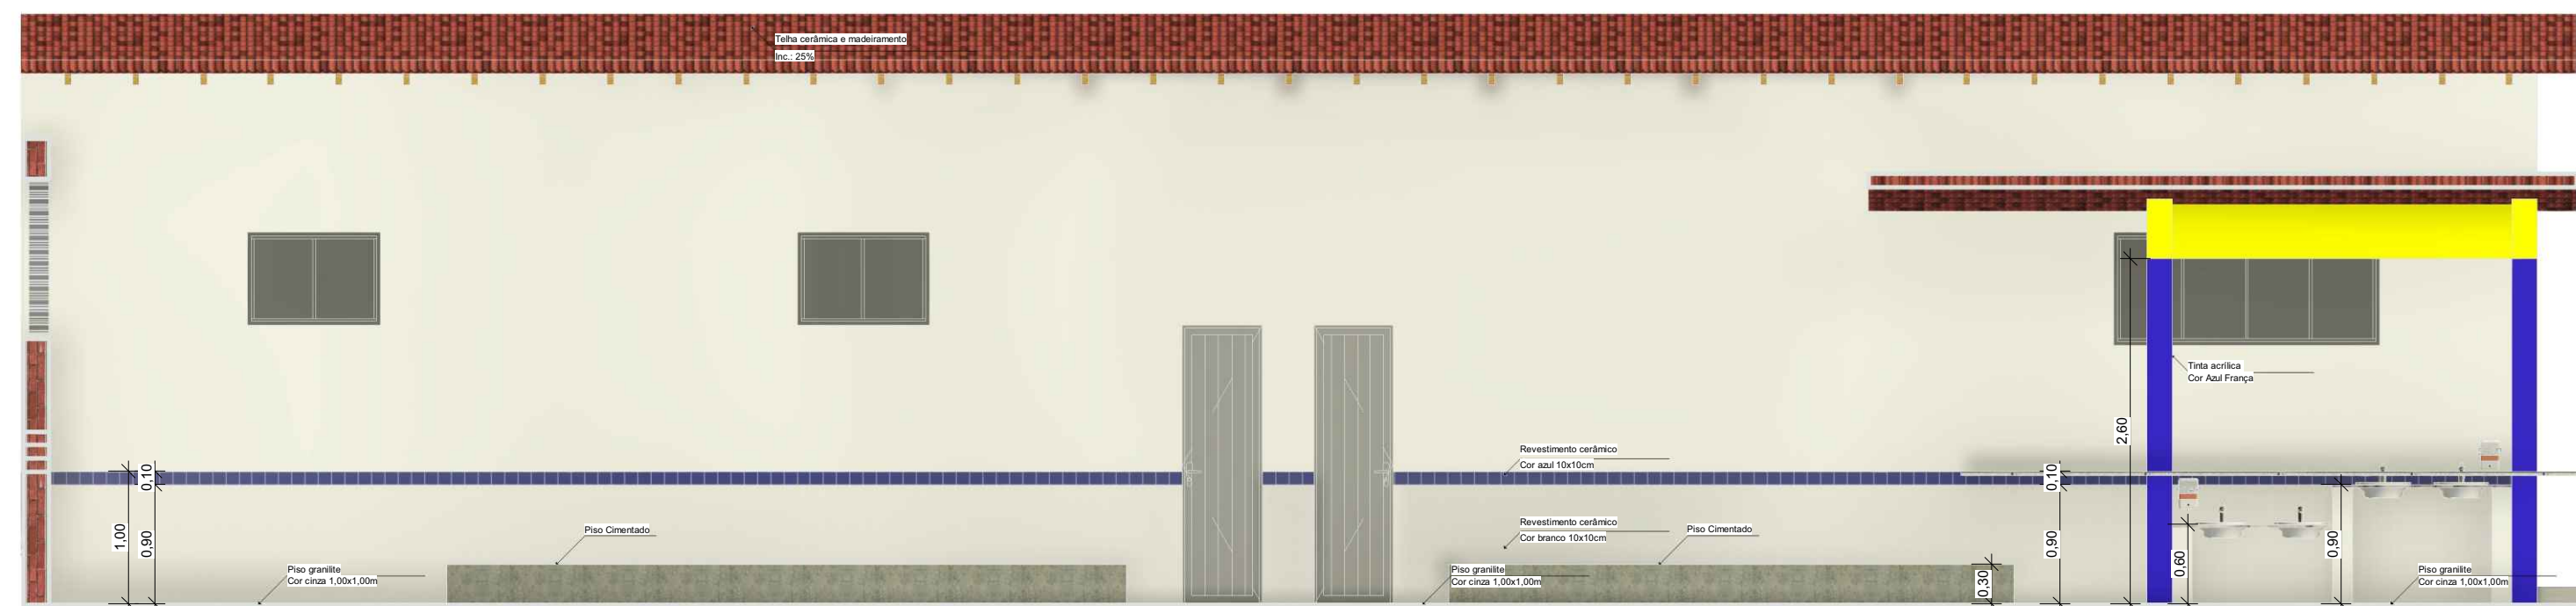 Telha cerâmica e madeiramento
Inc.: 25%
Tinta acrílica
Cor Azul França
2,60
Revestimento cerâmico
Cor azul 10x10cm
0,10
0,10
Revestimento cerâmico
Cor branco 10x10cm
Piso Cimentado
Piso Cimentado
1,00
0,90
0,90
0,60
0,90
0,30
Piso granilite
Cor cinza 1,00x1,00m
Piso granilite
Cor cinza 1,00x1,00m
Piso granilite
Cor cinza 1,00x1,00m